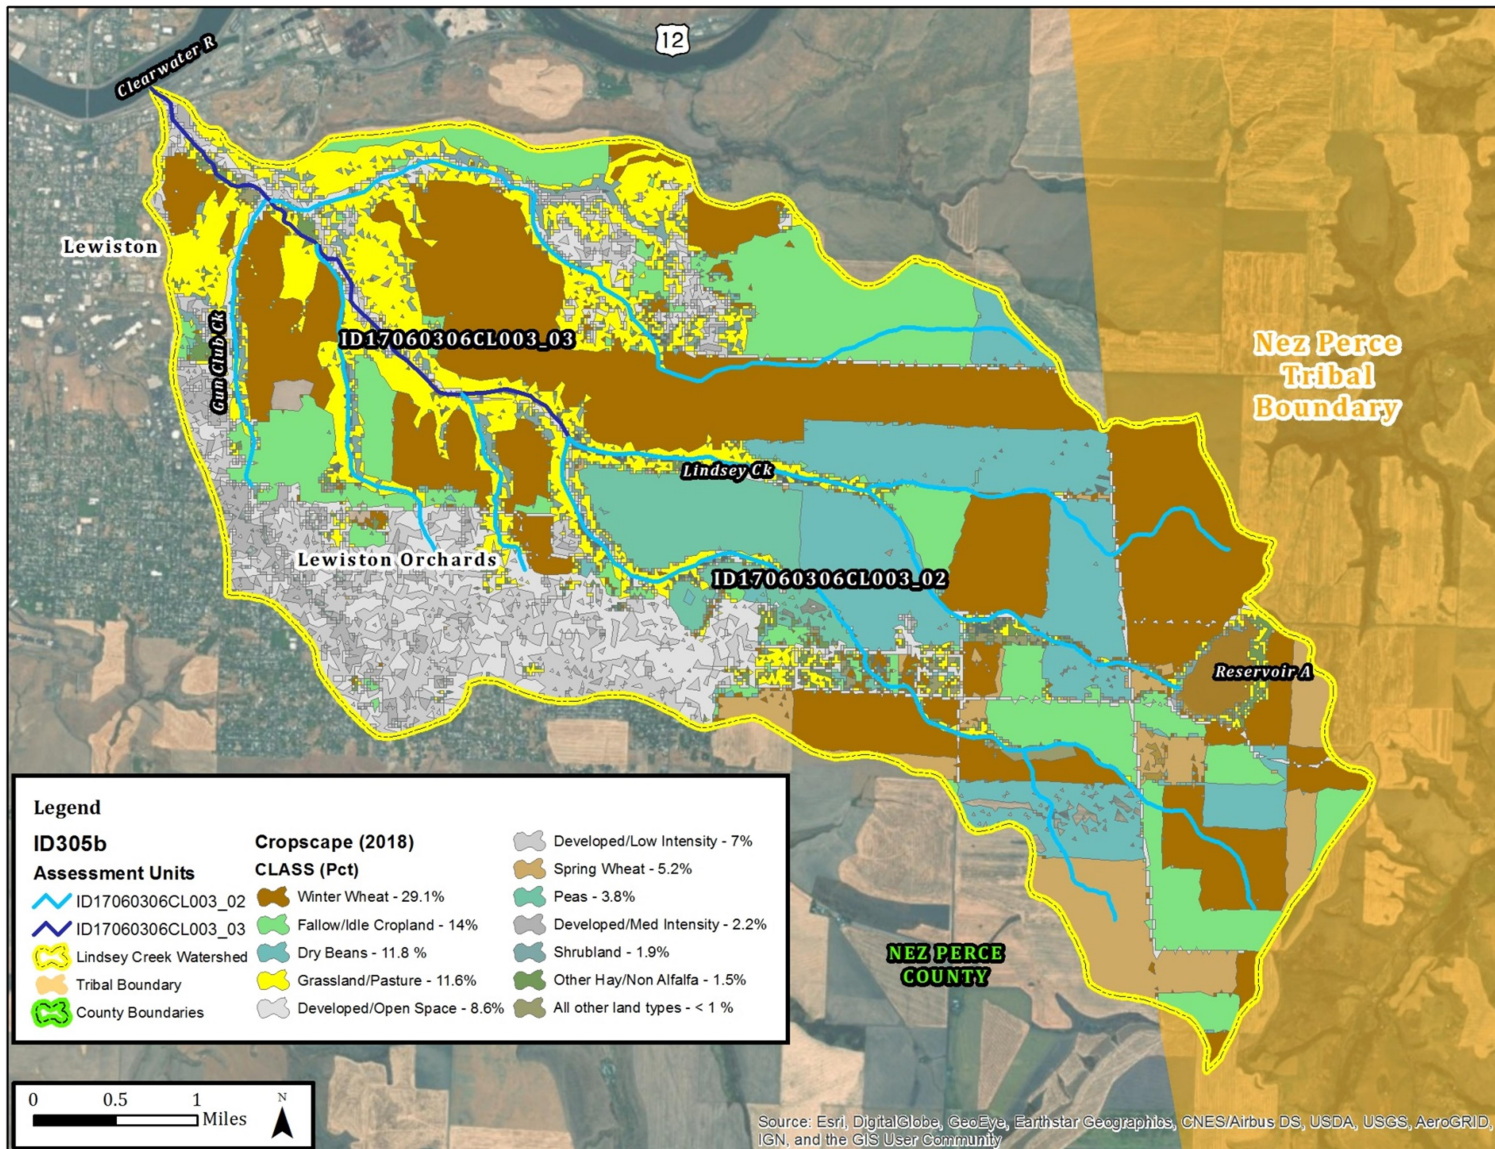 12
Clearwater R
Lewiston
Gun Club Ck
ID17060306CL003_03
Nez Perce
Tribal
Boundary
Lindsey Ck
Lewiston Orchards
ID17060306CL003_02
Reservoir A
NEZ PERCE
COUNTY
Legend
ID305b
Assessment Units
ID17060306CL003_02
ID17060306CL003_03
Lindsey Creek Watershed
Tribal Boundary
County Boundaries
Cropscape (2018)
CLASS (Pct)
Winter Wheat - 29.1%
Fallow/Idle Cropland - 14%
Dry Beans - 11.8 %
Grassland/Pasture - 11.6%
Developed/Open Space - 8.6%
Developed/Low Intensity - 7%
Spring Wheat - 5.2%
Peas - 3.8%
Developed/Med Intensity - 2.2%
Shrubland - 1.9%
Other Hay/Non Alfalfa - 1.5%
All other land types - < 1 %
0 0.5 1
Miles
N
Source: Esri, DigitalGlobe, GeoEye, Earthstar Geographics, CNES/Airbus DS, USDA, USGS, AeroGRID,
IGN, and the GIS User Community